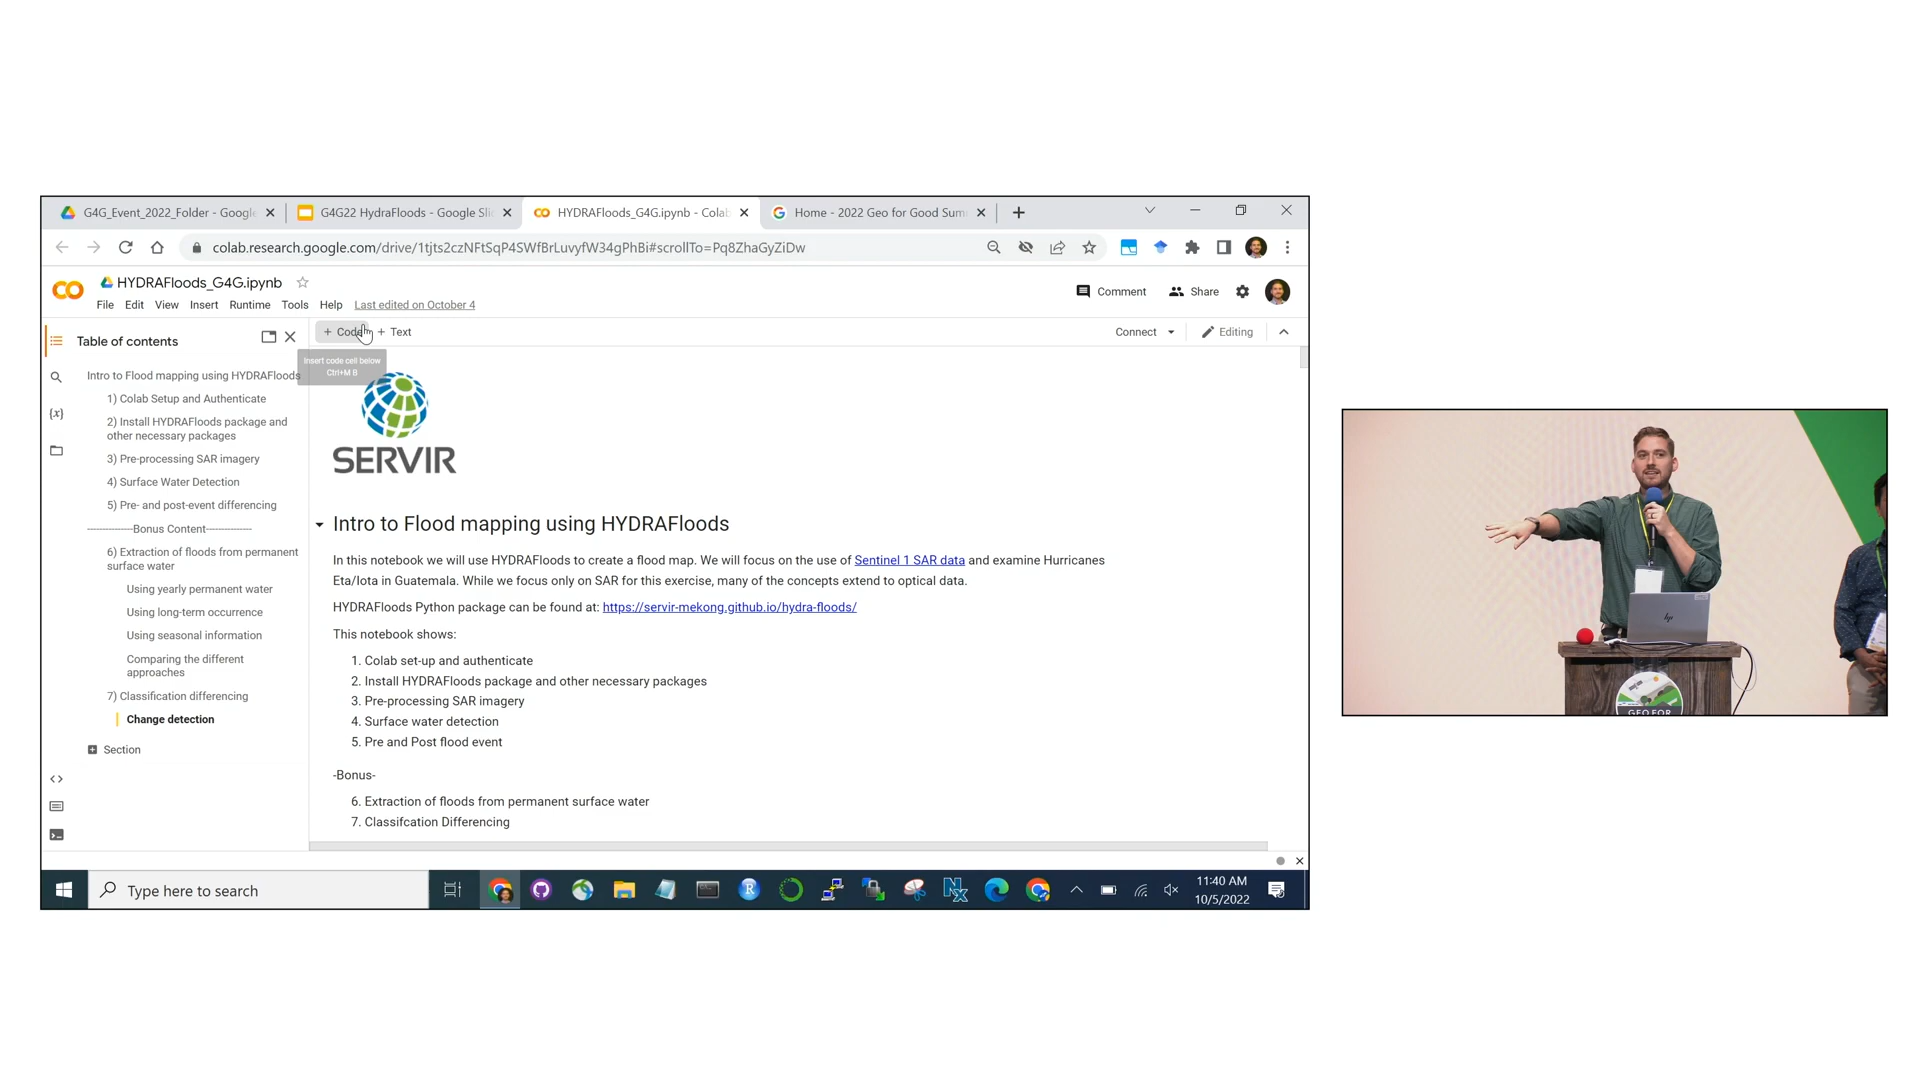 G4G_Event_2022_Folder - Google
G4G22 HydraFloods - Google Sli
HYDRAFloods_G4G.ipynb - Colab
Home - 2022 Geo for Good Sum
colab.research.google.com/drive/1tjts2czNFtSqP4SWfBrLuvyfW34gPhBi#scrollTo=Pq8ZhaGyZiDw
HYDRAFloods_G4G.ipynb
Comment
Share
File Edit View Insert Runtime Tools Help Last edited on October 4
+ Code + Text
Connect
Editing
Insert code cell below
Ctrl+M B
Table of contents
Intro to Flood mapping using HYDRAFloods
1) Colab Setup and Authenticate
2) Install HYDRAFloods package and
other necessary packages
3) Pre-processing SAR imagery
4) Surface Water Detection
5) Pre- and post-event differencing
---------------Bonus Content---------------
6) Extraction of floods from permanent
surface water
Using yearly permanent water
Using long-term occurrence
Using seasonal information
Comparing the different
approaches
7) Classification differencing
Change detection
Section
SERVIR
Intro to Flood mapping using HYDRAFloods
In this notebook we will use HYDRAFloods to create a flood map. We will focus on the use of Sentinel 1 SAR data and examine Hurricanes
Eta/Iota in Guatemala. While we focus only on SAR for this exercise, many of the concepts extend to optical data.
HYDRAFloods Python package can be found at: https://servir-mekong.github.io/hydra-floods/
This notebook shows:
1. Colab set-up and authenticate
2. Install HYDRAFloods package and other necessary packages
3. Pre-processing SAR imagery
4. Surface water detection
5. Pre and Post flood event
-Bonus-
6. Extraction of floods from permanent surface water
7. Classifcation Differencing
Type here to search
11:40 AM
10/5/2022
hp
GEO FOR